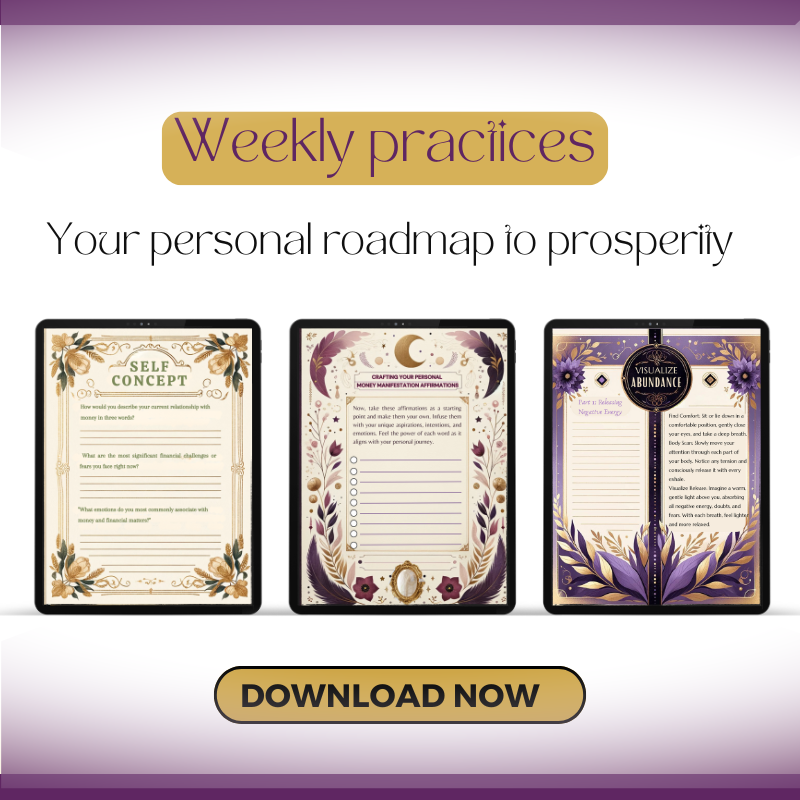 Weekly practices
Your personal roadmap to prosperity
SELF
CONCEPT
How would you describe your current relationship with
money in three words?
What are the most significant financial challenges or
fears you face right now?
"What emotions do you most commonly associate with
money and financial matters?"
CRAFTING YOUR PERSONAL
MONEY MANIFESTATION AFFIRMATIONS
Now, take these affirmations as a starting
point and make them your own. Infuse them
with your unique aspirations, intentions, and
emotions. Feel the power of each word as it
aligns with your personal journey.
VISUALIZE
ABUNDANCE
Part 1: Releasing
Negative Energy
Find Comfort: Sit or lie down in a
comfortable position, gently close
your eyes, and take a deep breath.
Body Scan: Slowly move your
attention through each part of
your body. Notice any tension and
consciously release it with every
exhale.
Visualize Release: Imagine a warm,
gentle light above you, absorbing
all negative energy, doubts, and
fears. With each breath, feel lighter
and more relaxed.
DOWNLOAD NOW